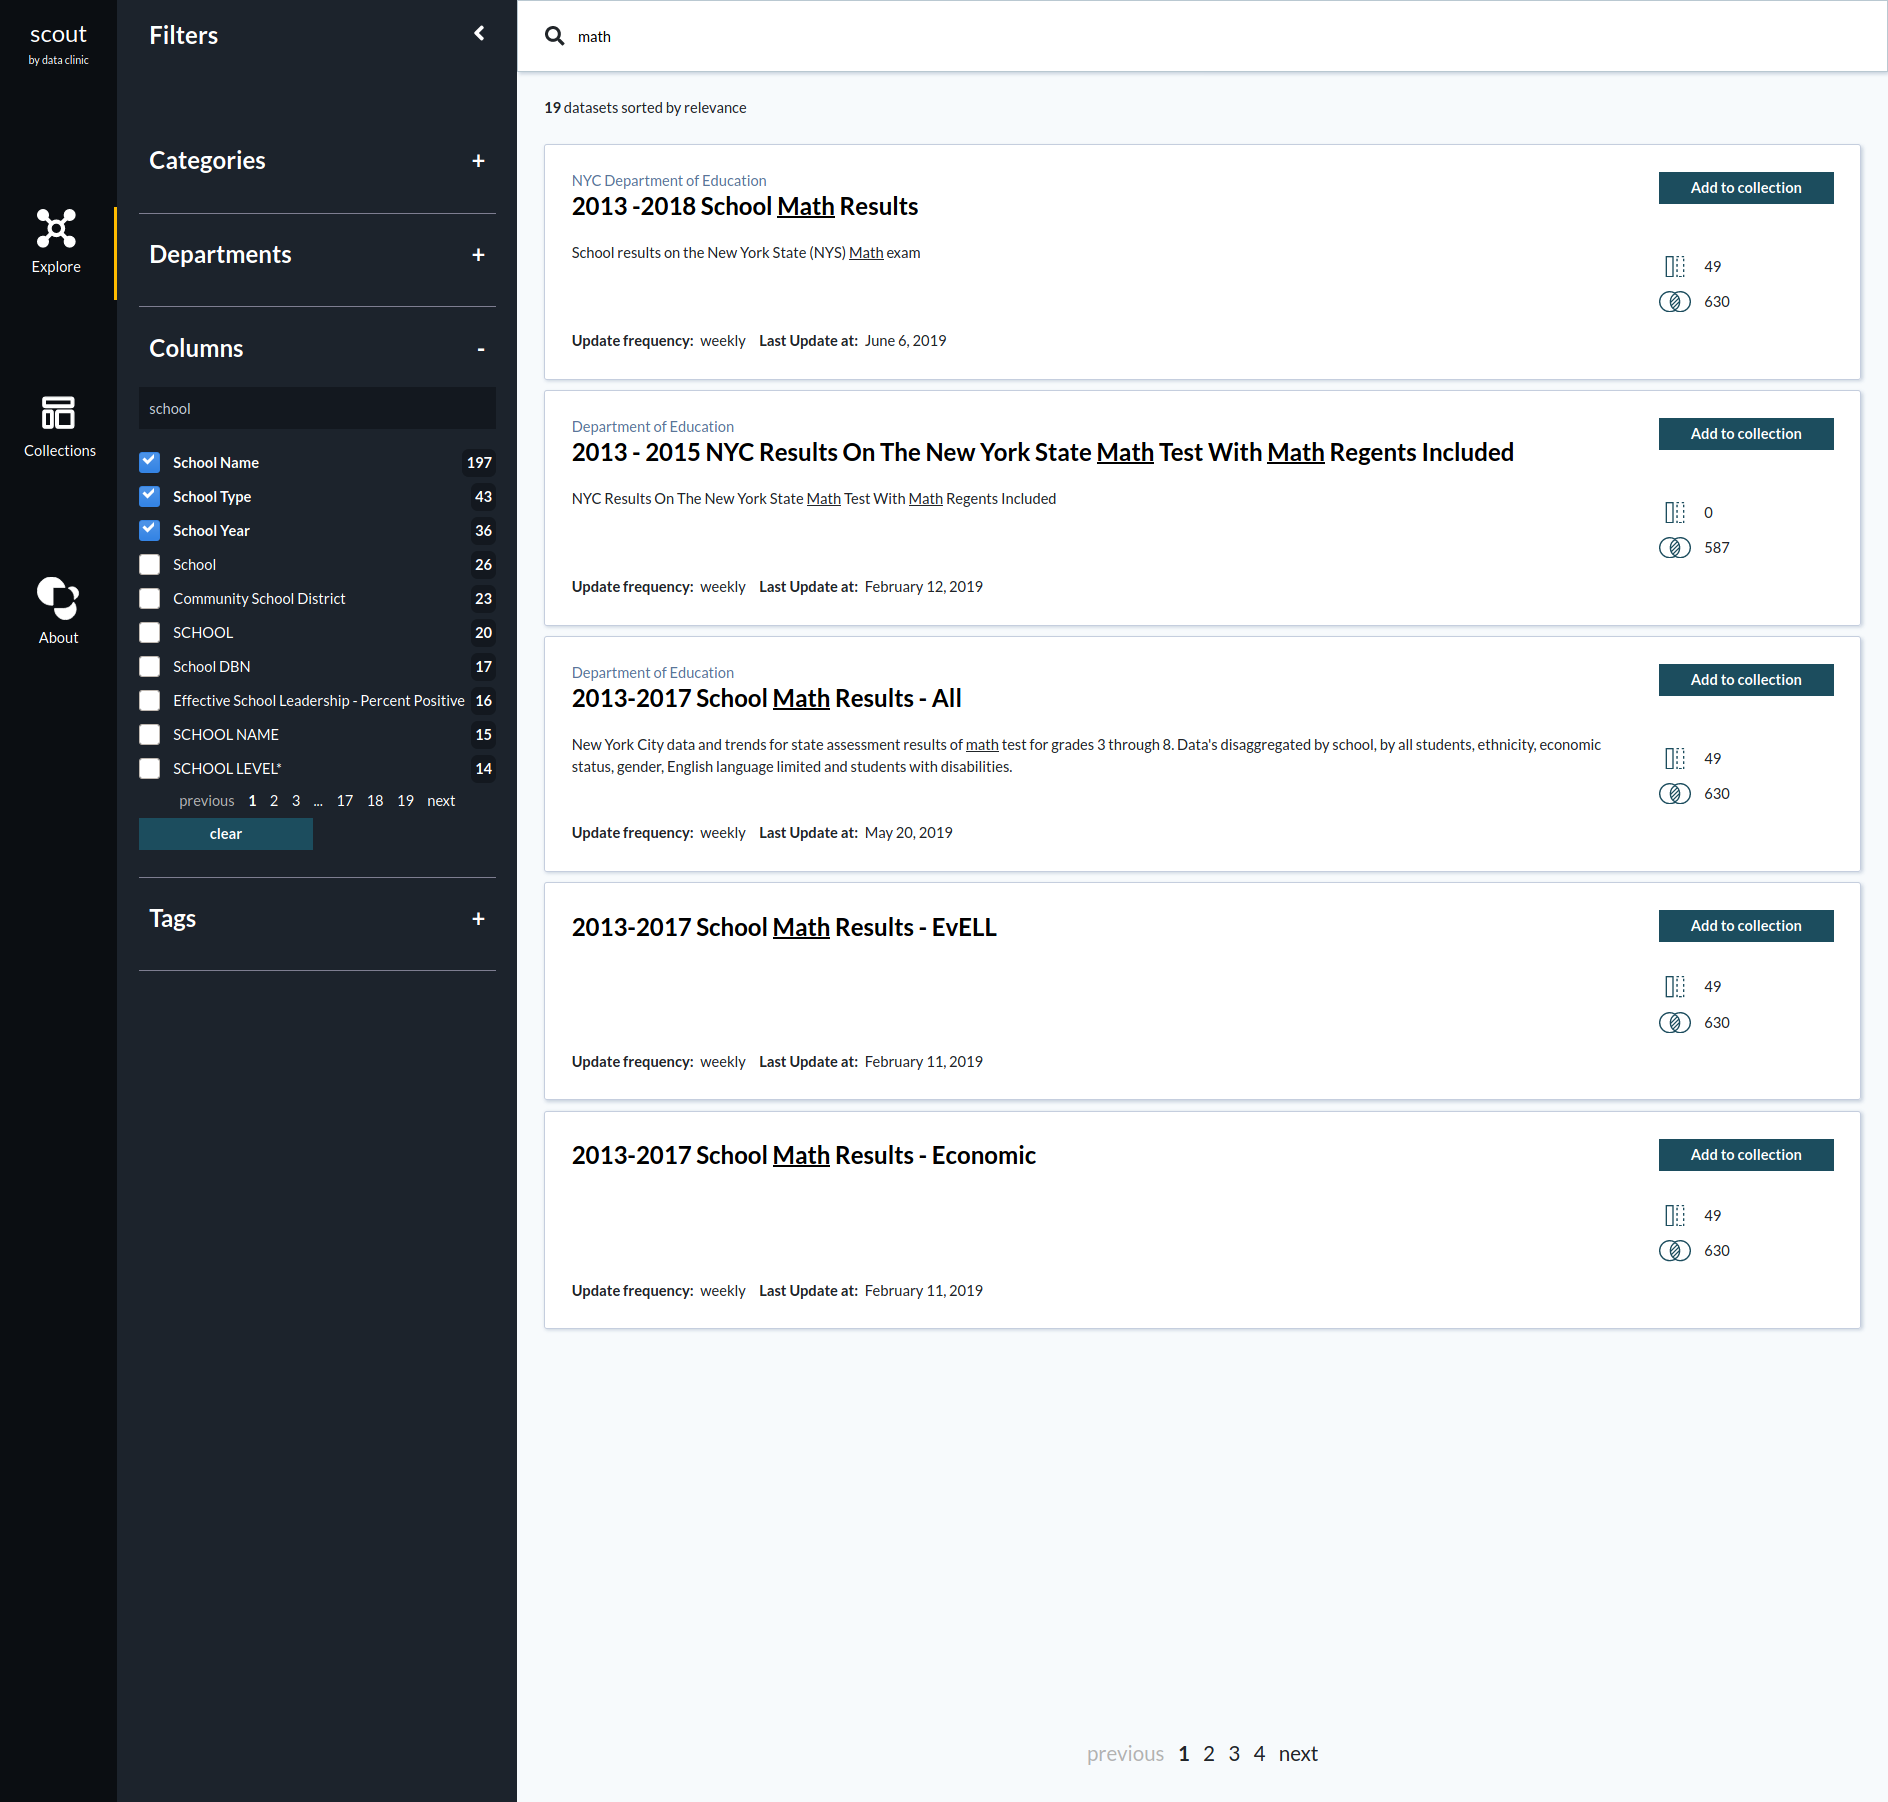 scout
by data clinic
Explore
Collections
About
Filters
Categories +
Departments +
Columns -
school
School Name 197
School Type 43
School Year 36
School 26
Community School District 23
SCHOOL 20
School DBN 17
Effective School Leadership - Percent Positive 16
SCHOOL NAME 15
SCHOOL LEVEL* 14
previous 1 2 3 ... 17 18 19 next
clear
Tags +
math
19 datasets sorted by relevance
NYC Department of Education
2013 -2018 School Math Results
School results on the New York State (NYS) Math exam
Update frequency: weekly Last Update at: June 6, 2019
Add to collection
49
630
Department of Education
2013 - 2015 NYC Results On The New York State Math Test With Math Regents Included
NYC Results On The New York State Math Test With Math Regents Included
Update frequency: weekly Last Update at: February 12, 2019
Add to collection
0
587
Department of Education
2013-2017 School Math Results - All
New York City data and trends for state assessment results of math test for grades 3 through 8. Data's disaggregated by school, by all students, ethnicity, economic
status, gender, English language limited and students with disabilities.
Update frequency: weekly Last Update at: May 20, 2019
Add to collection
49
630
2013-2017 School Math Results - EvELL
Update frequency: weekly Last Update at: February 11, 2019
Add to collection
49
630
2013-2017 School Math Results - Economic
Update frequency: weekly Last Update at: February 11, 2019
Add to collection
49
630
previous 1 2 3 4 next